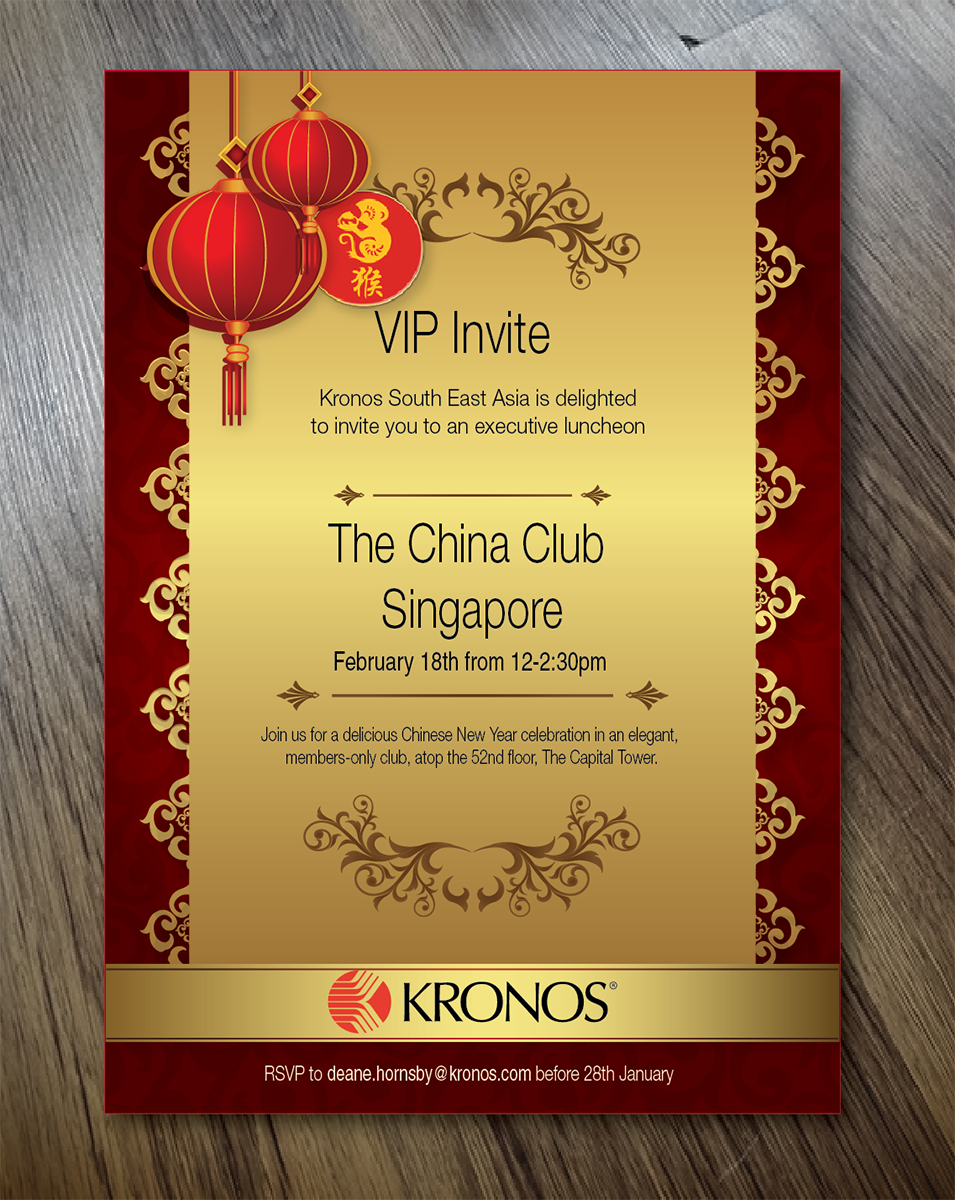 猴
VIP Invite
Kronos South East Asia is delighted
to invite you to an executive luncheon
The China Club
Singapore
February 18th from 12-2:30pm
Join us for a delicious Chinese New Year celebration in an elegant,
members-only club, atop the 52nd floor, The Capital Tower.
KRONOS®
RSVP to deane.hornsby@kronos.com before 28th January